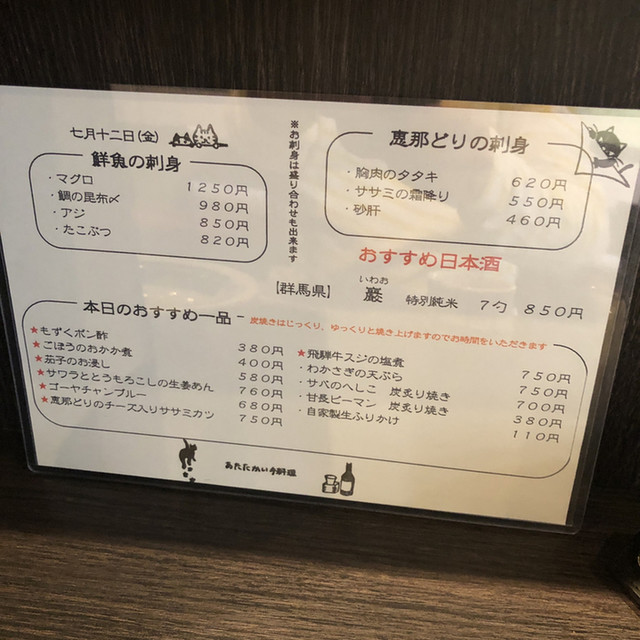 七月十二日(金)
鮮魚の刺身
・マグロ 1250円
・鯛の昆布〆 980円
・アジ 850円
・たこぶつ 820円
※お刺身は盛り合わせも出来ます
恵那どりの刺身
・胸肉のタタキ 620円
・ササミの霜降り 550円
・砂肝 460円
おすすめ日本酒
【群馬県】 巖 いわお 特別純米 7勺 850円
本日のおすすめ一品
炭焼きはじっくり、ゆっくりと焼き上げますのでお時間をいただきます
★もずくポン酢 380円
・ごぼうのおかか煮 400円
・茄子のお浸し 580円
★サワラととうもろこしの生姜あん 760円
★ゴーヤチャンプルー 680円
★恵那どりのチーズ入りササミカツ 750円
★飛騨牛スジの塩煮 750円
・わかさぎの天ぷら 750円
・サバのへしこ 炭炙り焼き 700円
・甘長ピーマン 炭炙り焼き 380円
・自家製生ふりかけ 110円
あたたかい手料理